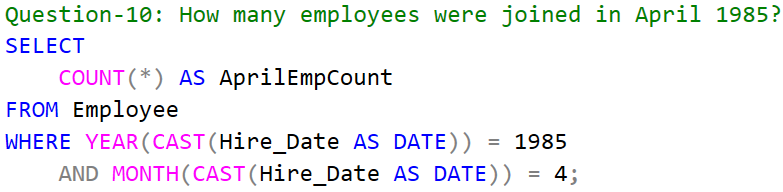 Question-10: How many employees were joined in April 1985?
SELECT
    COUNT(*) AS AprilEmpCount
FROM Employee
WHERE YEAR(CAST(Hire_Date AS DATE)) = 1985
    AND MONTH(CAST(Hire_Date AS DATE)) = 4;